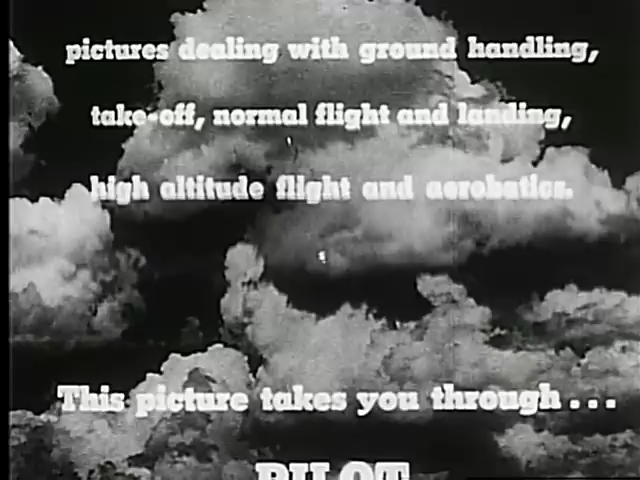 pictures dealing with ground handling,
take-off, normal flight and landing,
high altitude flight and aerobatics.
This picture takes you through . . .
PILOT